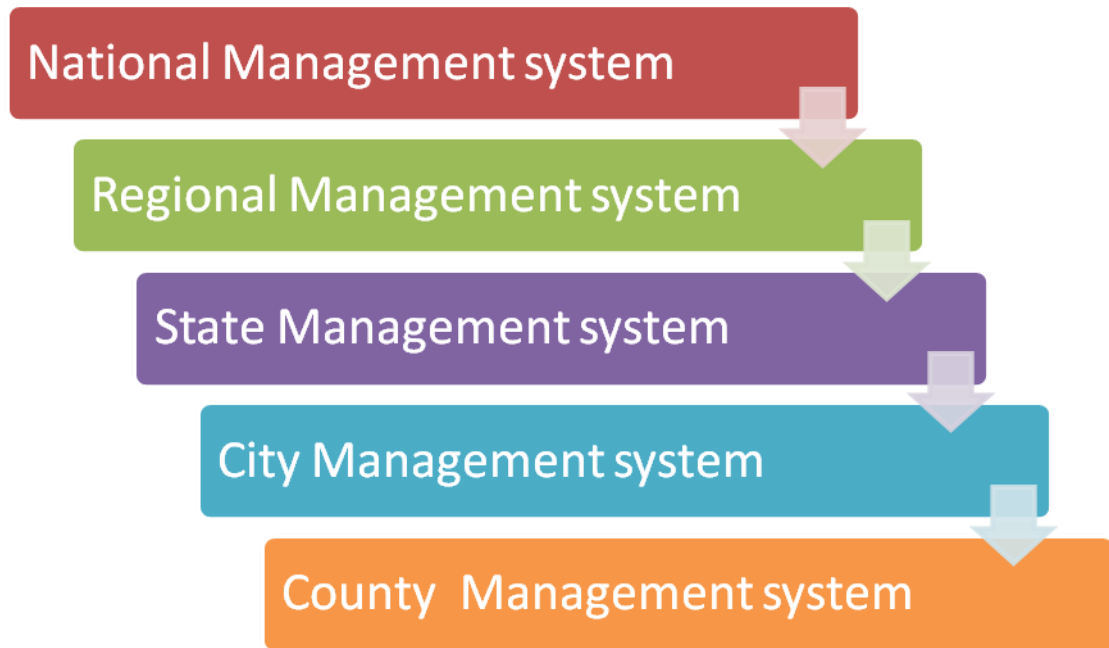 National Management system
Regional Management system
State Management system
City Management system
County  Management system